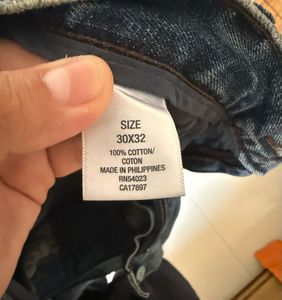 SIZE
30X32
100% COTTON/
COTON
MADE IN PHILIPPINES
RN54023
CA17897